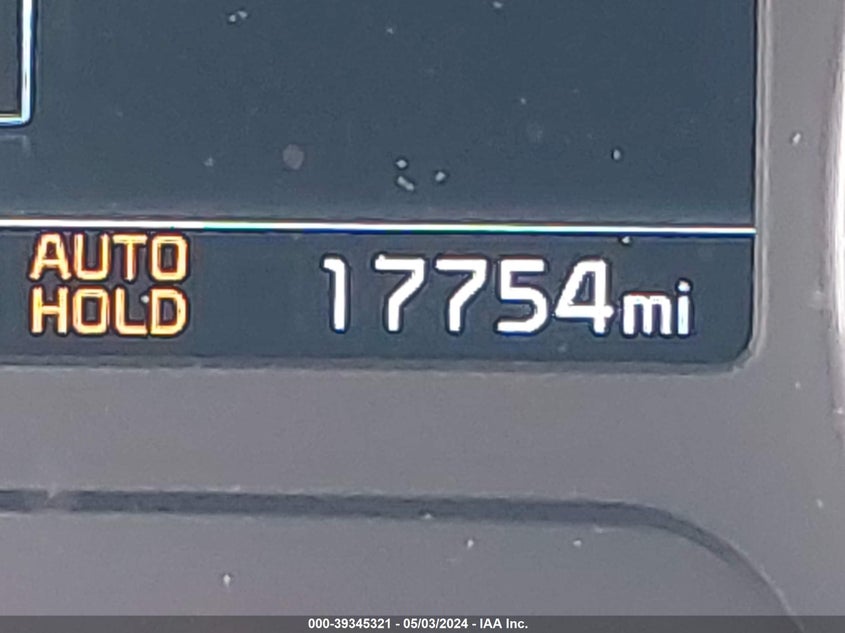 AUTO
HOLD
17754mi
000-39345321 - 05/03/2024 - IAA Inc.